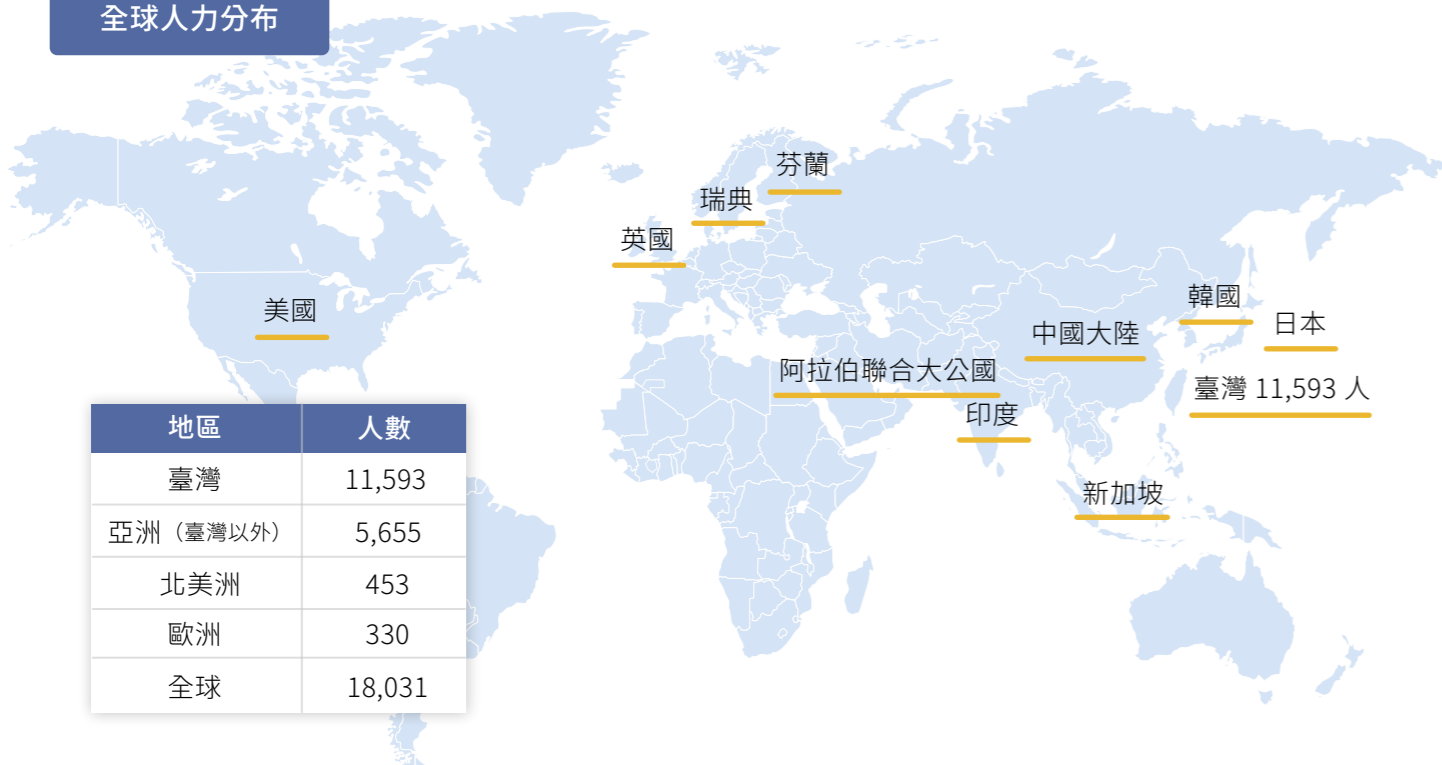 全球人力分布
芬蘭
瑞典
英國
美國
韓國
日本
中國大陸
阿拉伯聯合大公國
臺灣 11,593 人
印度
新加坡
地區 人數
臺灣 11,593
亞洲（臺灣以外） 5,655
北美洲 453
歐洲 330
全球 18,031